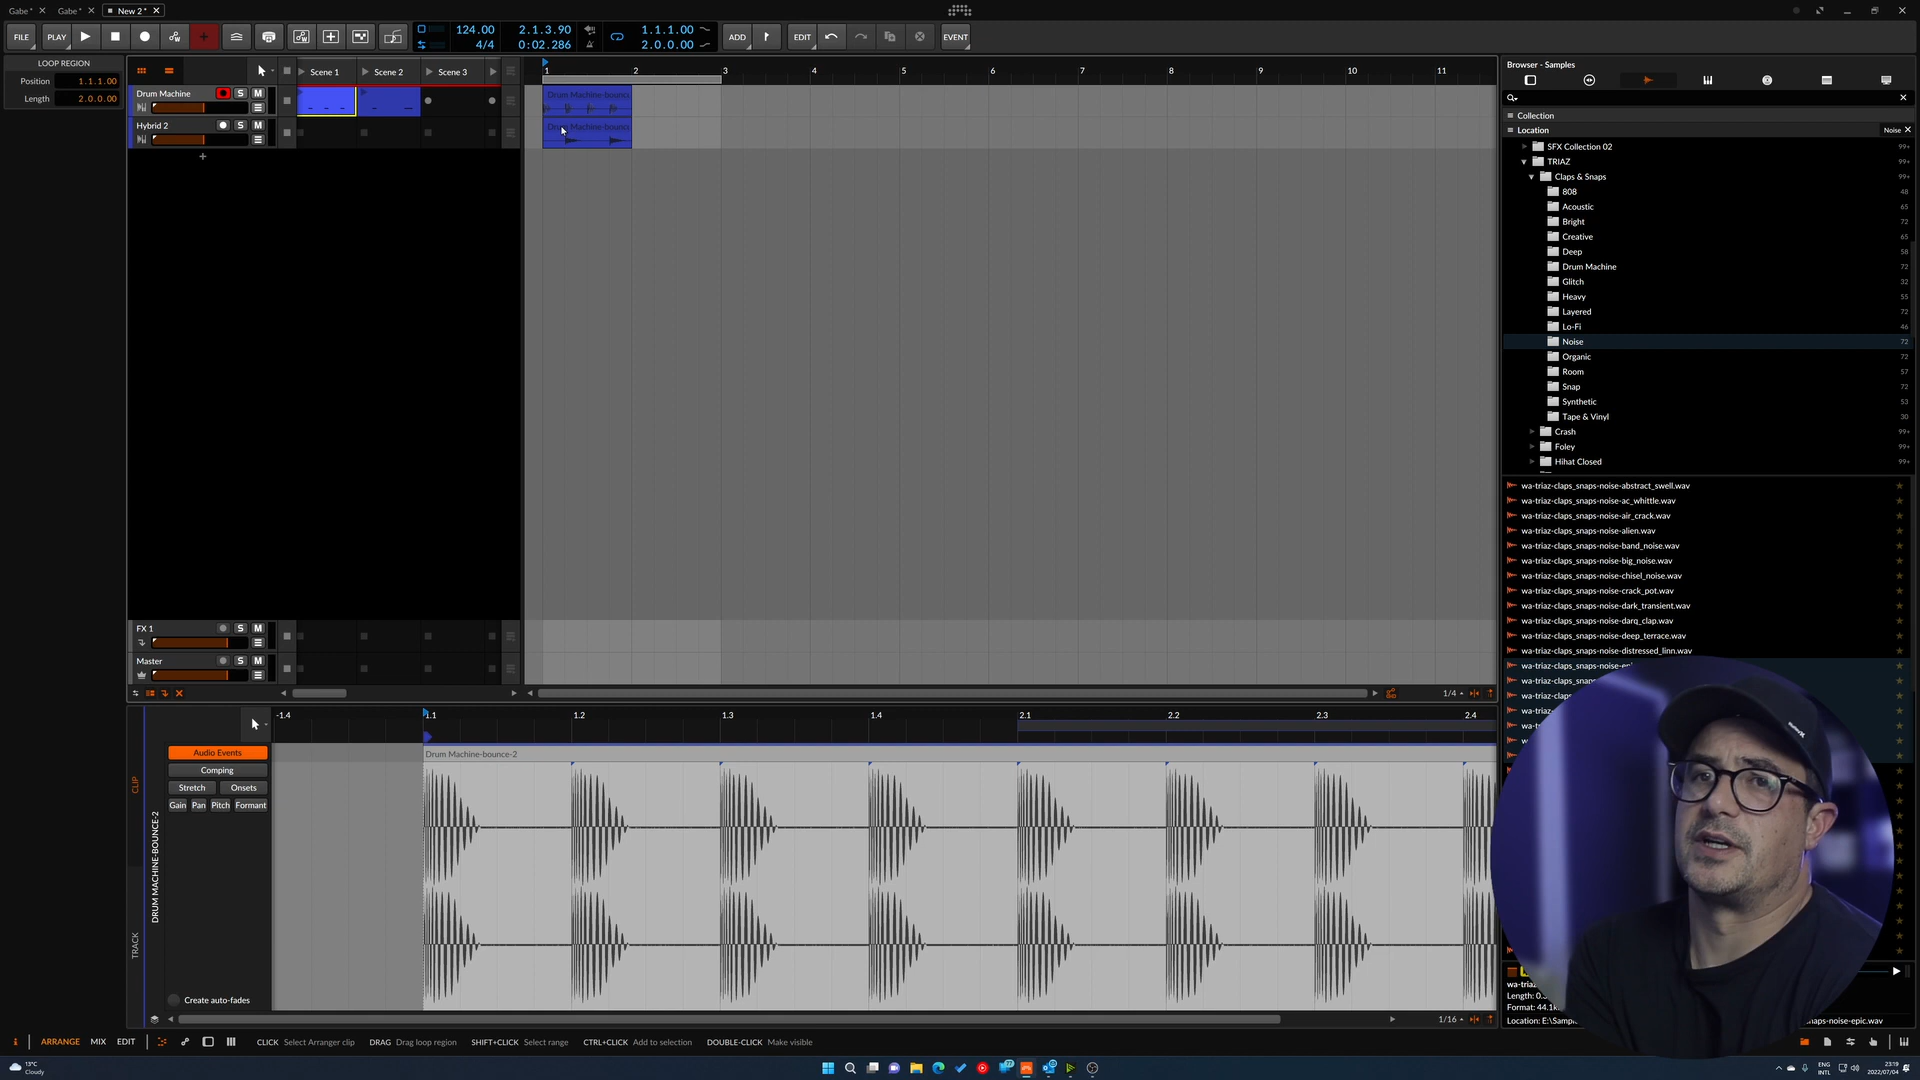 Gabe*
Gabe*
New 2*
FILE
PLAY
124.00
4/4
2.1.3.90
0:02.286
1.1.1.00
2.0.0.00
ADD
EDIT
EVENT
LOOP REGION
Position 1.1.1.00
Length 2.0.0.00
Scene 1
Scene 2
Scene 3
1 2 3 4 5 6 7 8 9 10 11
Drum Machine
S M
Hybrid 2
S M
Drum Machine-bounce
Drum Machine-bounce
FX 1
S M
Master
S M
1/4
Browser - Samples
Collection
Location
Noise
SFX Collection 02 99+
TRIAZ 99+
Claps & Snaps 99+
808 48
Acoustic 65
Bright 72
Creative 65
Deep 58
Drum Machine 72
Glitch 32
Heavy 55
Layered 72
Lo-Fi 46
Noise 72
Organic 72
Room 57
Snap 72
Synthetic 53
Tape & Vinyl 30
Crash 99+
Foley 99+
Hihat Closed 99+
wa-triaz-claps_snaps-noise-abstract_swell.wav
wa-triaz-claps_snaps-noise-ac_whittle.wav
wa-triaz-claps_snaps-noise-air_crack.wav
wa-triaz-claps_snaps-noise-alien.wav
wa-triaz-claps_snaps-noise-band_noise.wav
wa-triaz-claps_snaps-noise-big_noise.wav
wa-triaz-claps_snaps-noise-chisel_noise.wav
wa-triaz-claps_snaps-noise-crack_pot.wav
wa-triaz-claps_snaps-noise-dark_transient.wav
wa-triaz-claps_snaps-noise-darq_clap.wav
wa-triaz-claps_snaps-noise-deep_terrace.wav
wa-triaz-claps_snaps-noise-distressed_linn.wav
wa-triaz-claps_snaps-noise-ep
wa-triaz-claps_snaps
wa-triaz-claps
-1.4 1.1 1.2 1.3 1.4 2.1 2.2 2.3 2.4
Audio Events
Comping
Stretch
Onsets
Gain
Pan
Pitch
Formant
Create auto-fades
CLIP
TRACK
DRUM MACHINE-BOUNCE-2
Drum Machine-bounce-2
1/16
wa-triaz
Length: 0.
Format: 44.1k
Location: E:\Sampl
aps-noise-epic.wav
ARRANGE
MIX
EDIT
CLICK Select Arranger clip
DRAG Drag loop region
SHIFT+CLICK Select range
CTRL+CLICK Add to selection
DOUBLE-CLICK Make visible
13°C
Cloudy
ENG
INTL
23:19
2022/07/04